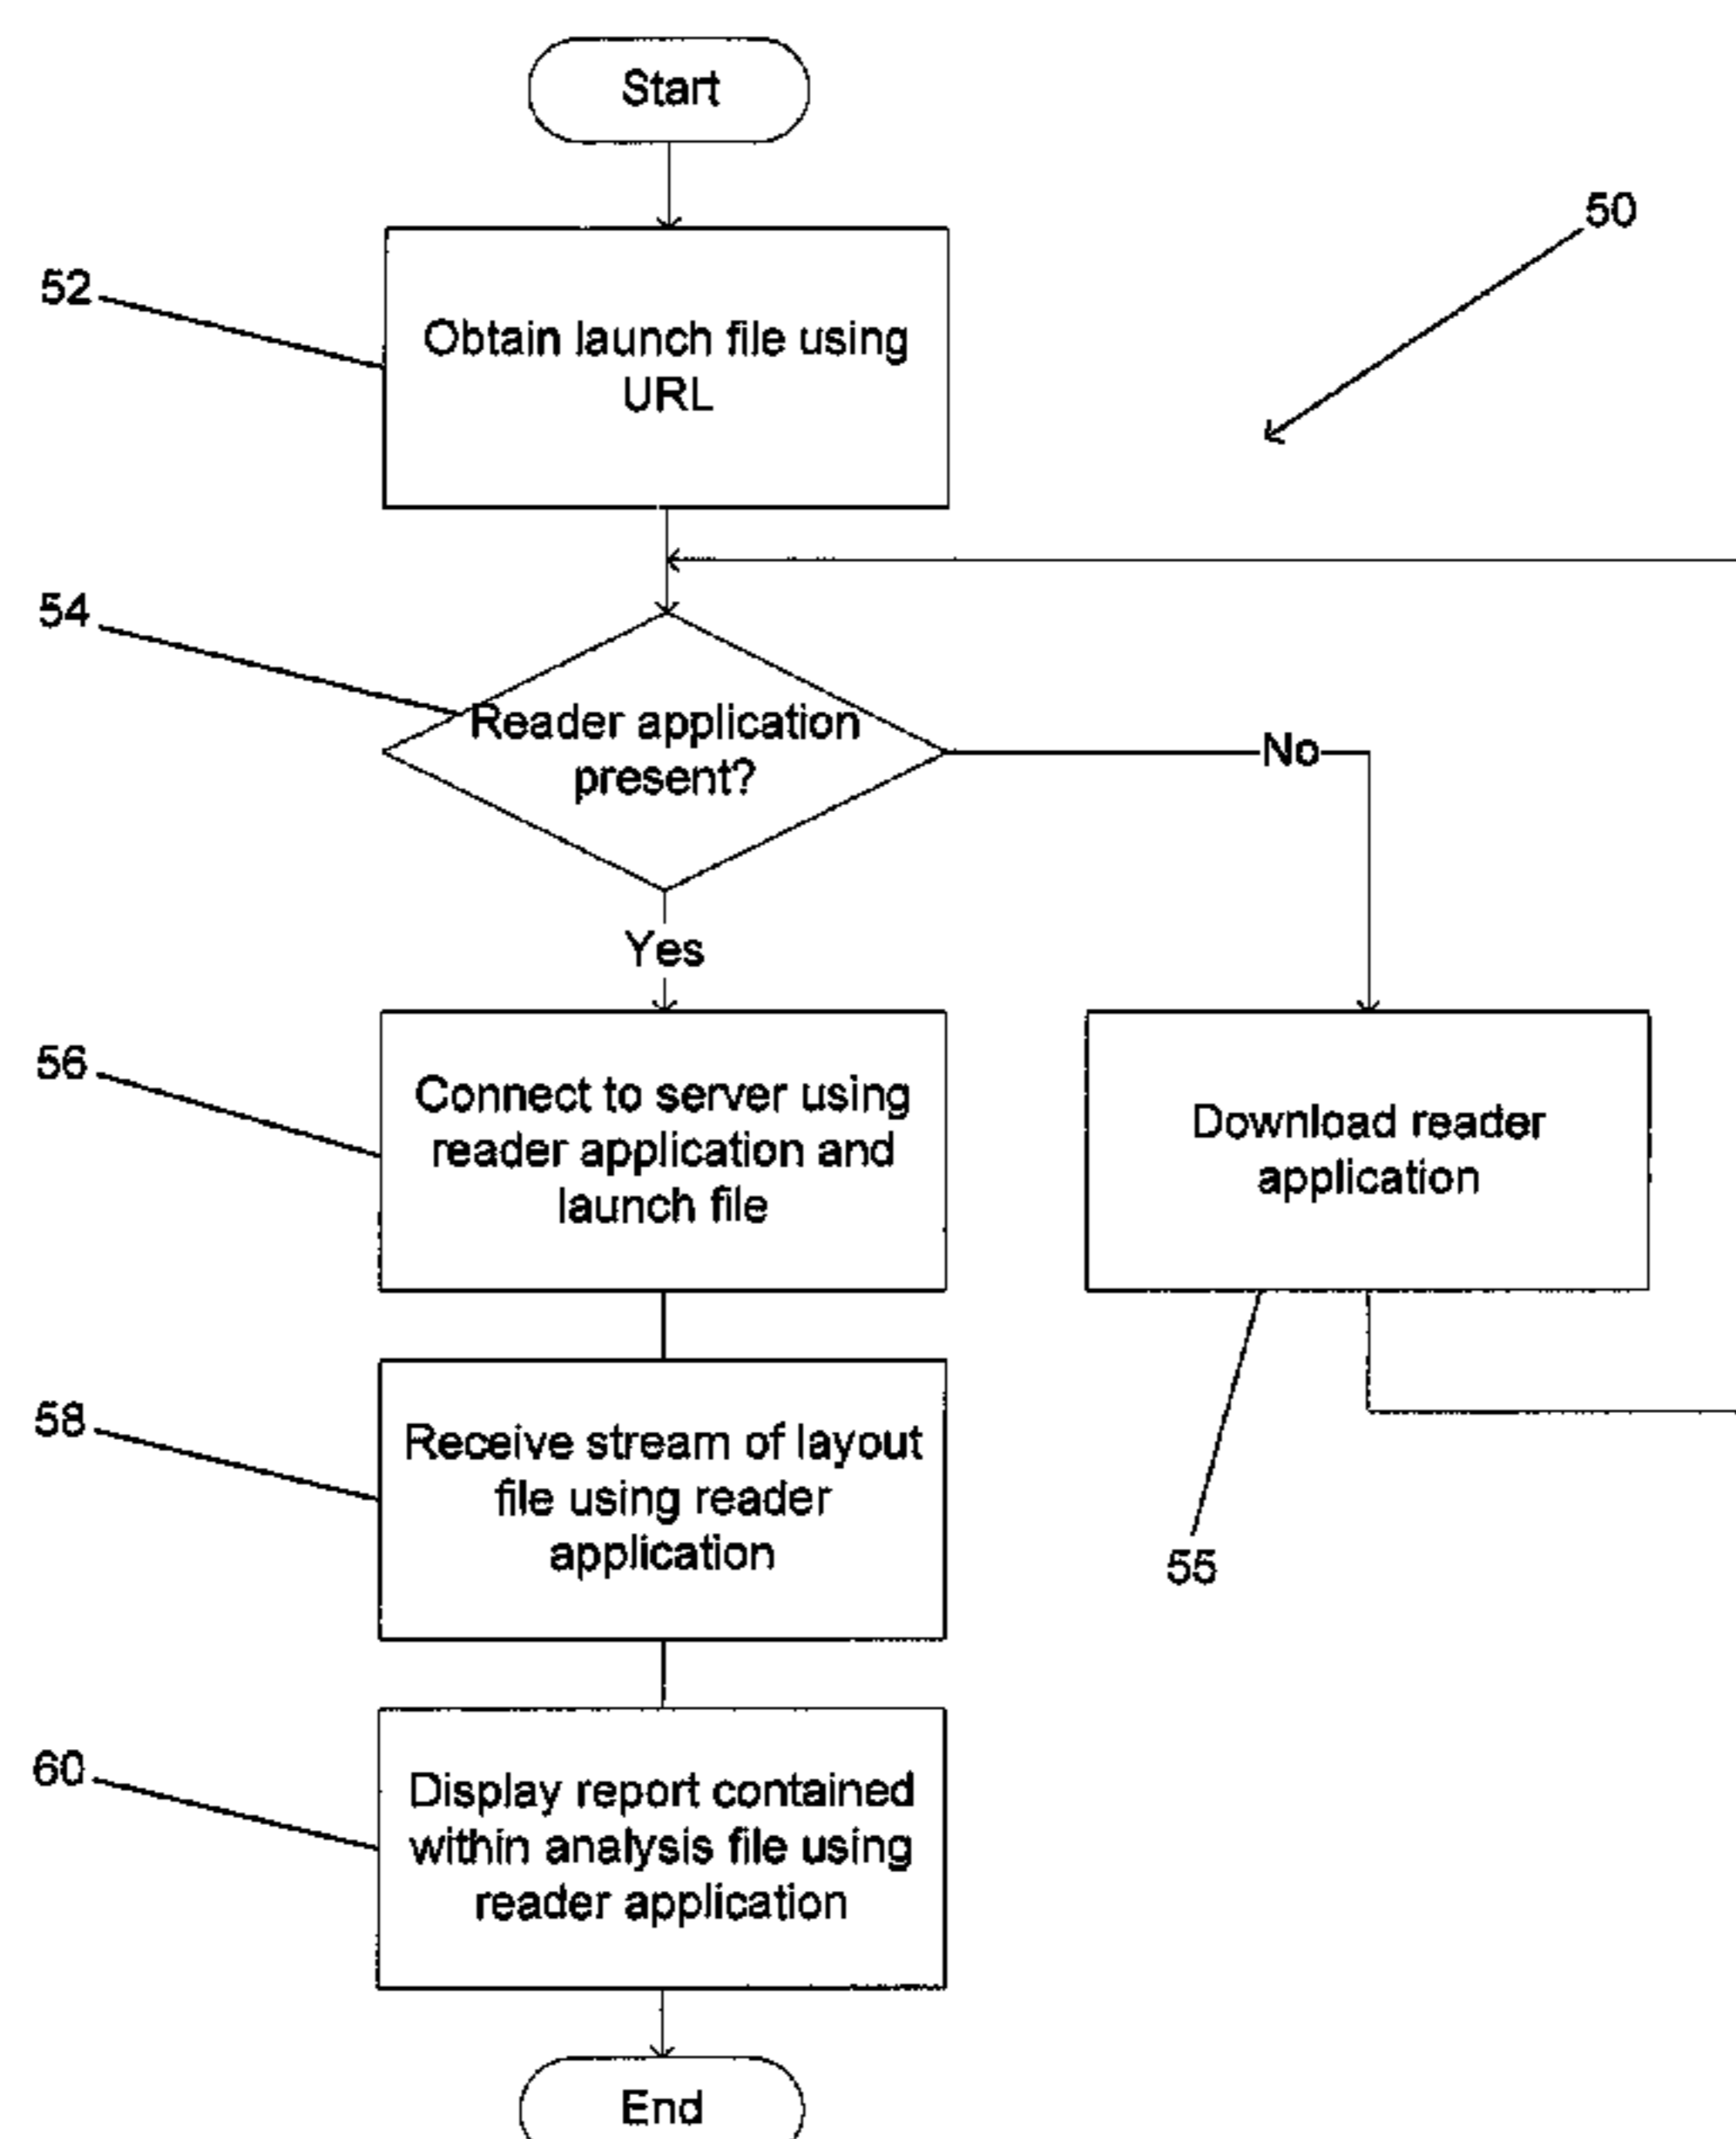 Start
50
52
Obtain launch file using
URL
54
Reader application
present?
No
Yes
56
Connect to server using
reader application and
launch file
Download reader
application
58
Receive stream of layout
file using reader
application
55
60
Display report contained
within analysis file using
reader application
End